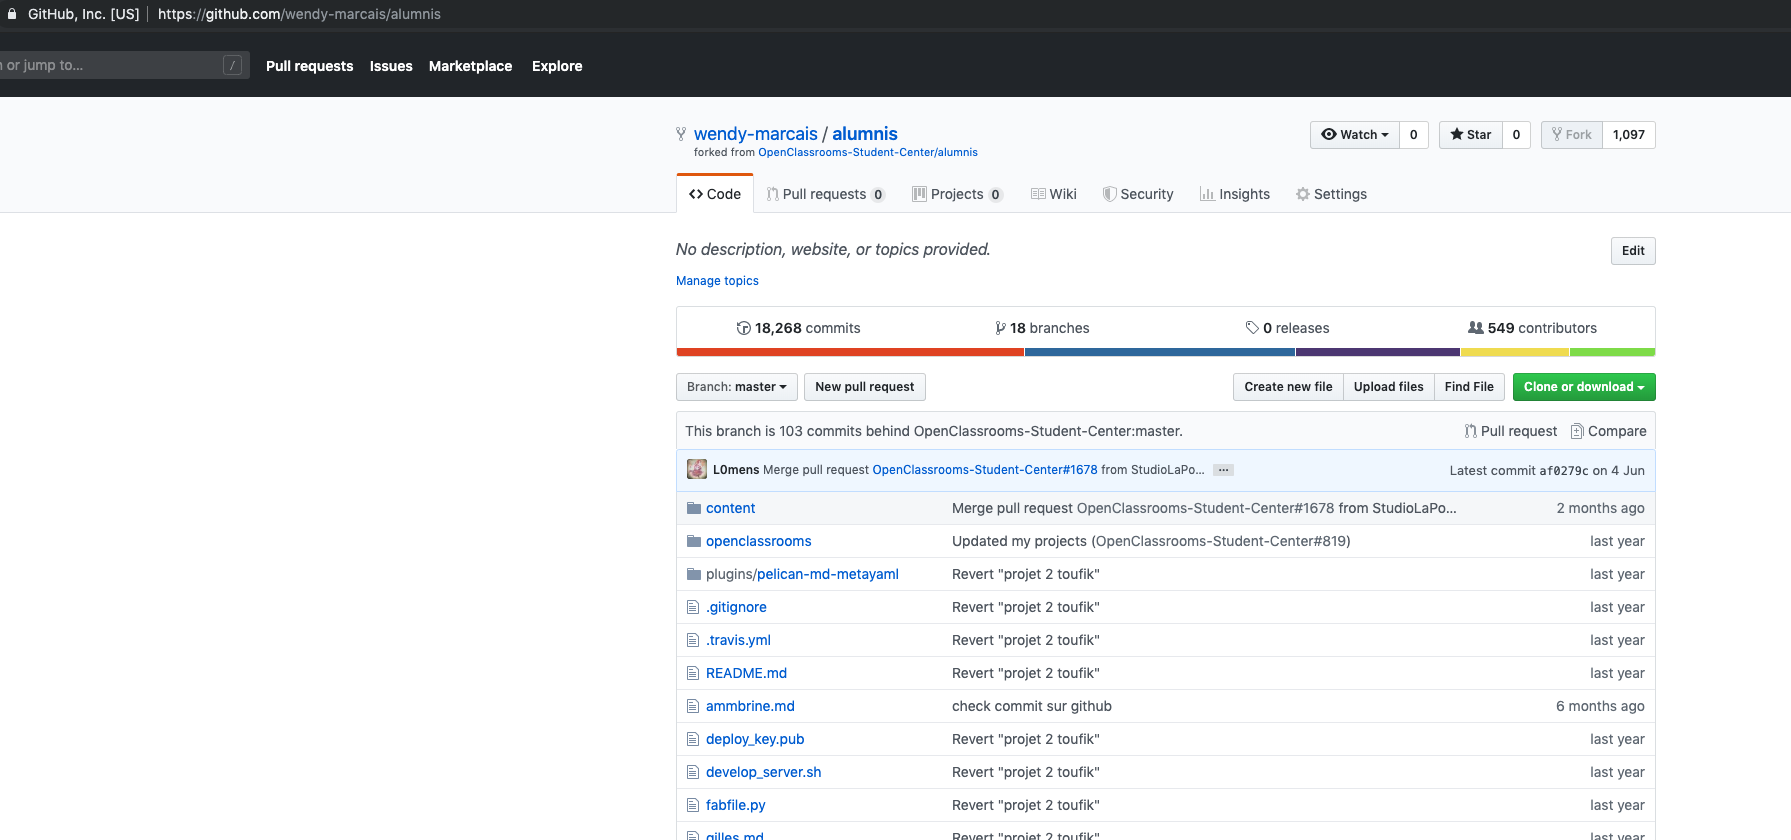 GitHub, Inc. [US] https://github.com/wendy-marcais/alumnis
or jump to... / Pull requests Issues Marketplace Explore
wendy-marcais / alumnis Watch 0 Star 0 Fork 1,097
forked from OpenClassrooms-Student-Center/alumnis
Code Pull requests 0 Projects 0 Wiki Security Insights Settings
No description, website, or topics provided. Edit
Manage topics
18,268 commits 18 branches 0 releases 549 contributors
Branch: master New pull request Create new file Upload files Find File Clone or download
This branch is 103 commits behind OpenClassrooms-Student-Center:master. Pull request Compare
L0mens Merge pull request OpenClassrooms-Student-Center#1678 from StudioLaPo... ... Latest commit af0279c on 4 Jun
content Merge pull request OpenClassrooms-Student-Center#1678 from StudioLaPo... 2 months ago
openclassrooms Updated my projects (OpenClassrooms-Student-Center#819) last year
plugins/pelican-md-metayaml Revert "projet 2 toufik" last year
.gitignore Revert "projet 2 toufik" last year
.travis.yml Revert "projet 2 toufik" last year
README.md Revert "projet 2 toufik" last year
ammbrine.md check commit sur github 6 months ago
deploy_key.pub Revert "projet 2 toufik" last year
develop_server.sh Revert "projet 2 toufik" last year
fabfile.py Revert "projet 2 toufik" last year
gilles.md Revert "projet 2 toufik" last year